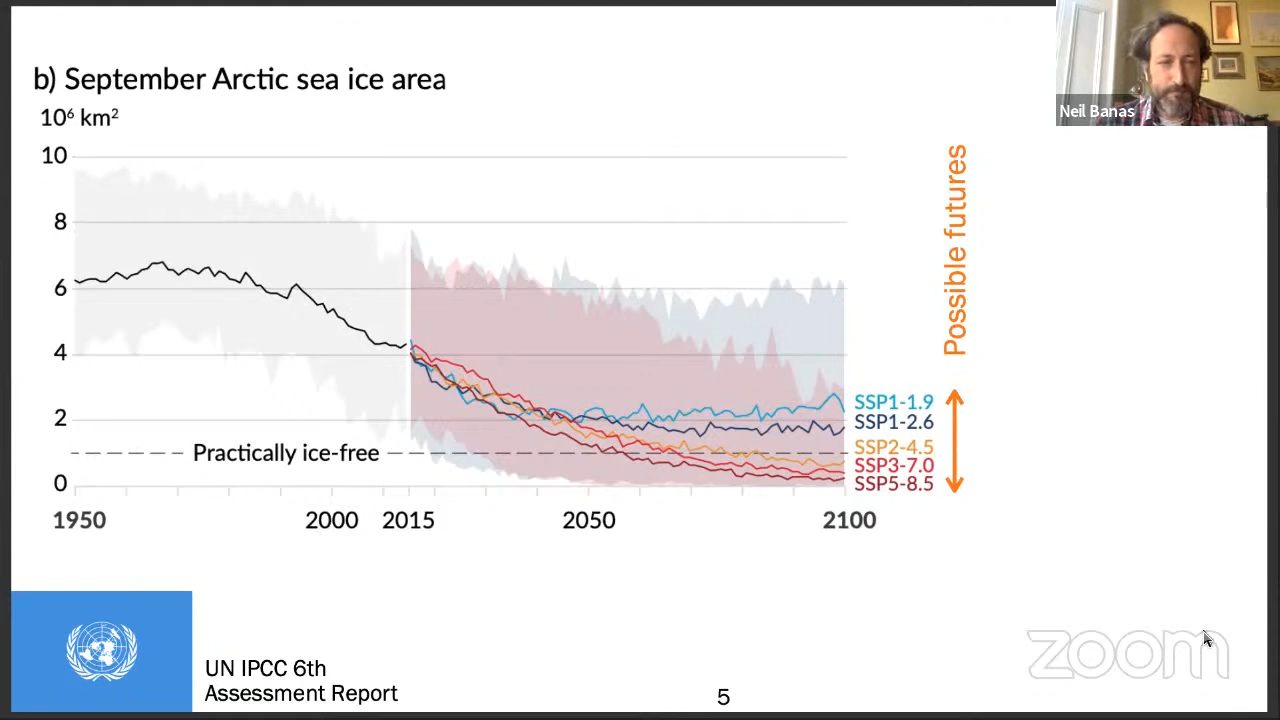 b) September Arctic sea ice area
10⁶ km²
10
8
6
4
2
0
Practically ice-free
1950
2000
2015
2050
2100
SSP1-1.9
SSP1-2.6
SSP2-4.5
SSP3-7.0
SSP5-8.5
Possible futures
Neil Banas
UN IPCC 6th
Assessment Report
5
zoom